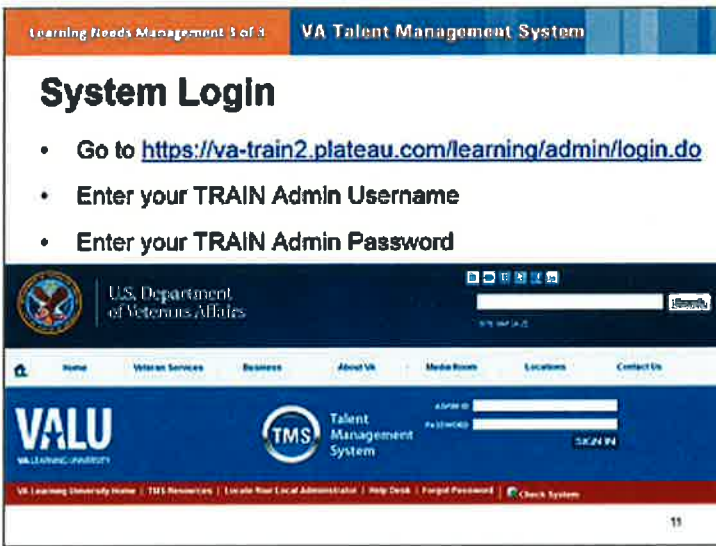 Learning Needs Management 3 of 3
VA Talent Management System
System Login
• Go to https://va-train2.plateau.com/learning/admin/login.do
• Enter your TRAIN Admin Username
• Enter your TRAIN Admin Password
U.S. Department
of Veterans Affairs
Search
SITE MAP [A-Z]
Home Veteran Services Business About VA Media Room Locations Contact Us
VALU
VA LEARNING UNIVERSITY
TMS
Talent
Management
System
ADMIN ID
PASSWORD
SIGN IN
VA Learning University Home | TMS Resources | Locate Your Local Administrator | Help Desk | Forgot Password | Check System
11